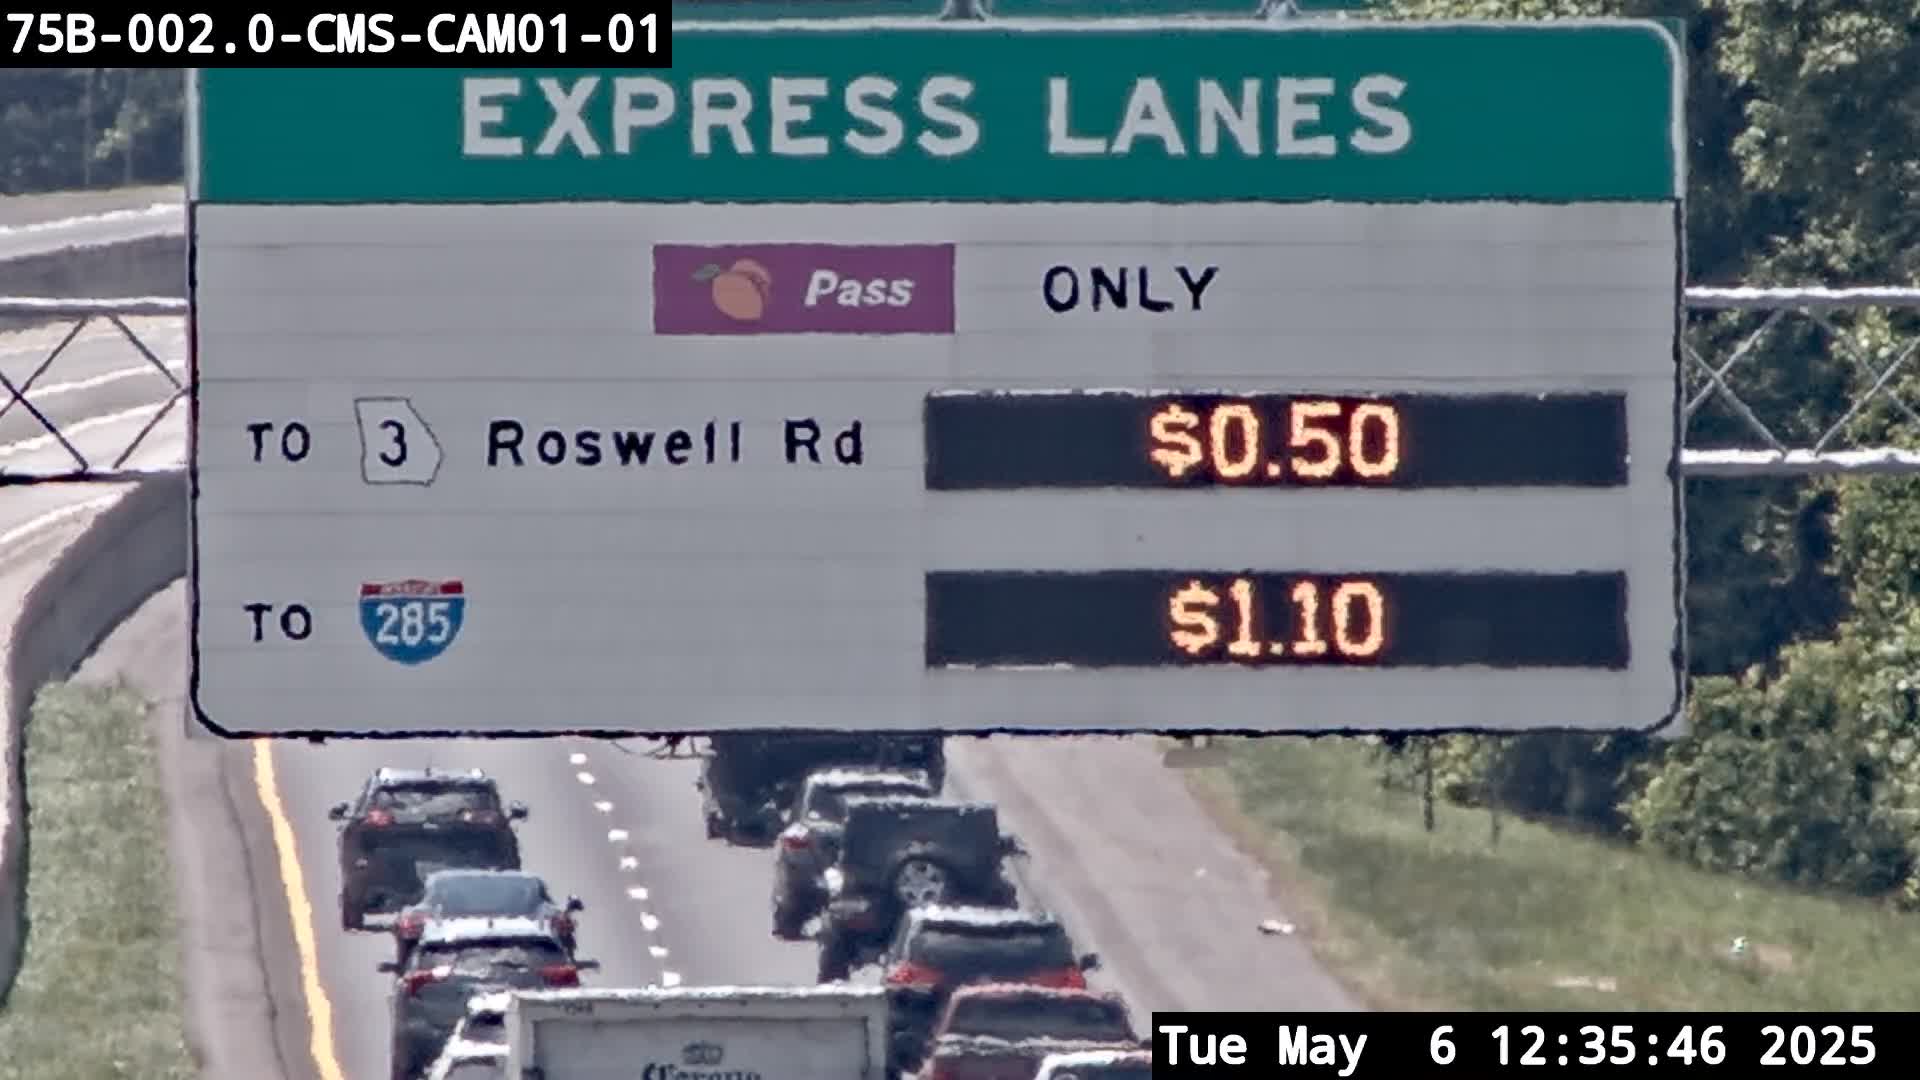 75B-002.0-CMS-CAM01-01
EXPRESS LANES
Pass ONLY
TO 3 Roswell Rd $0.50
TO 285 $1.10
Corona
Tue May 6 12:35:46 2025